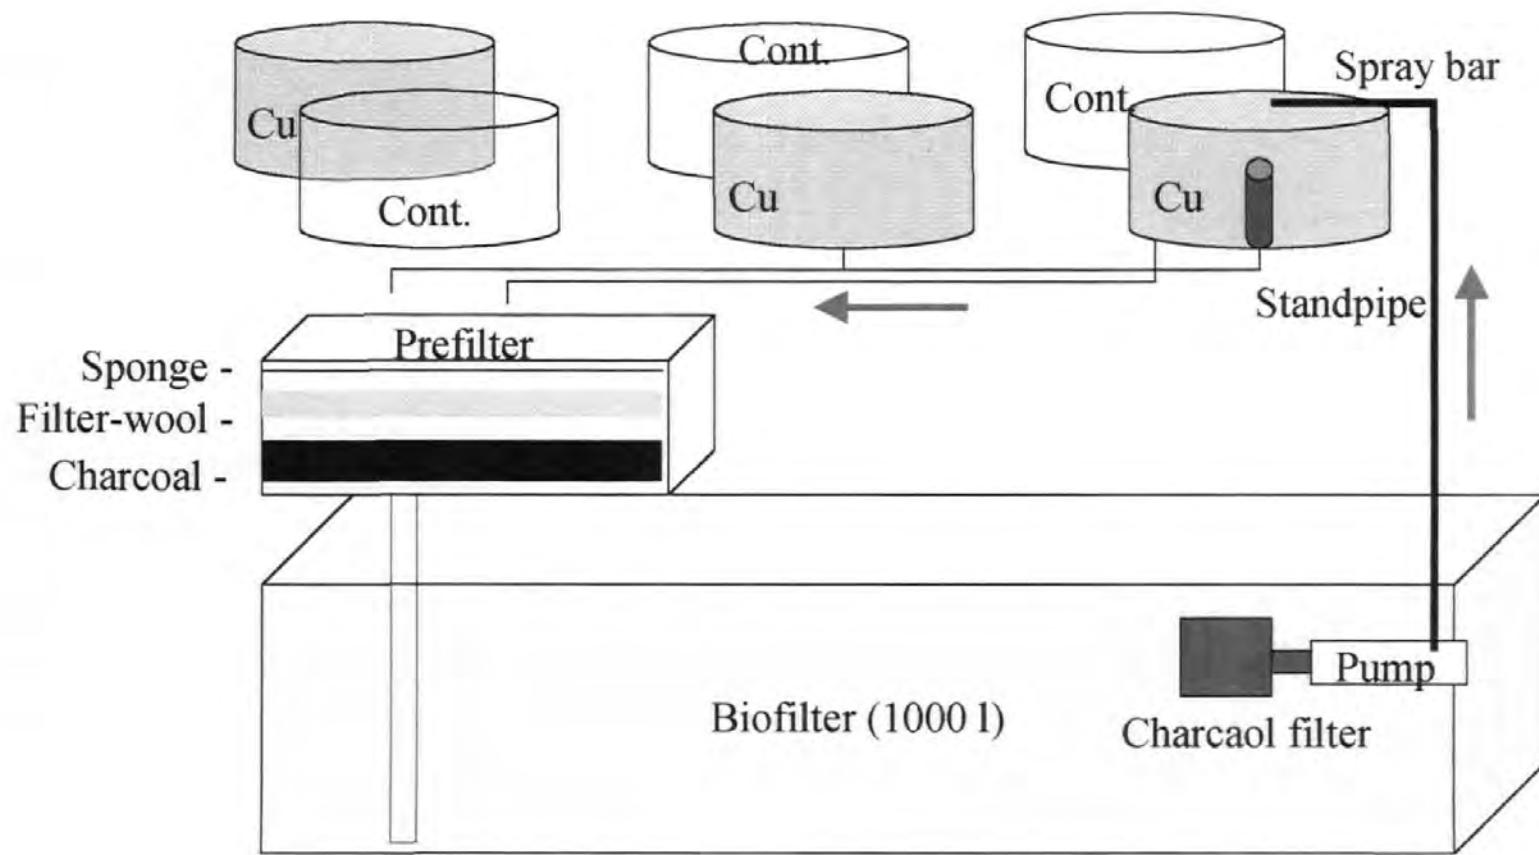 Cont.
Spray bar
Cu
Cont.
Cont.
Cu
Cu
Standpipe
Prefilter
Sponge -
Filter-wool -
Charcoal -
Pump
Biofilter (1000 l)
Charcaol filter